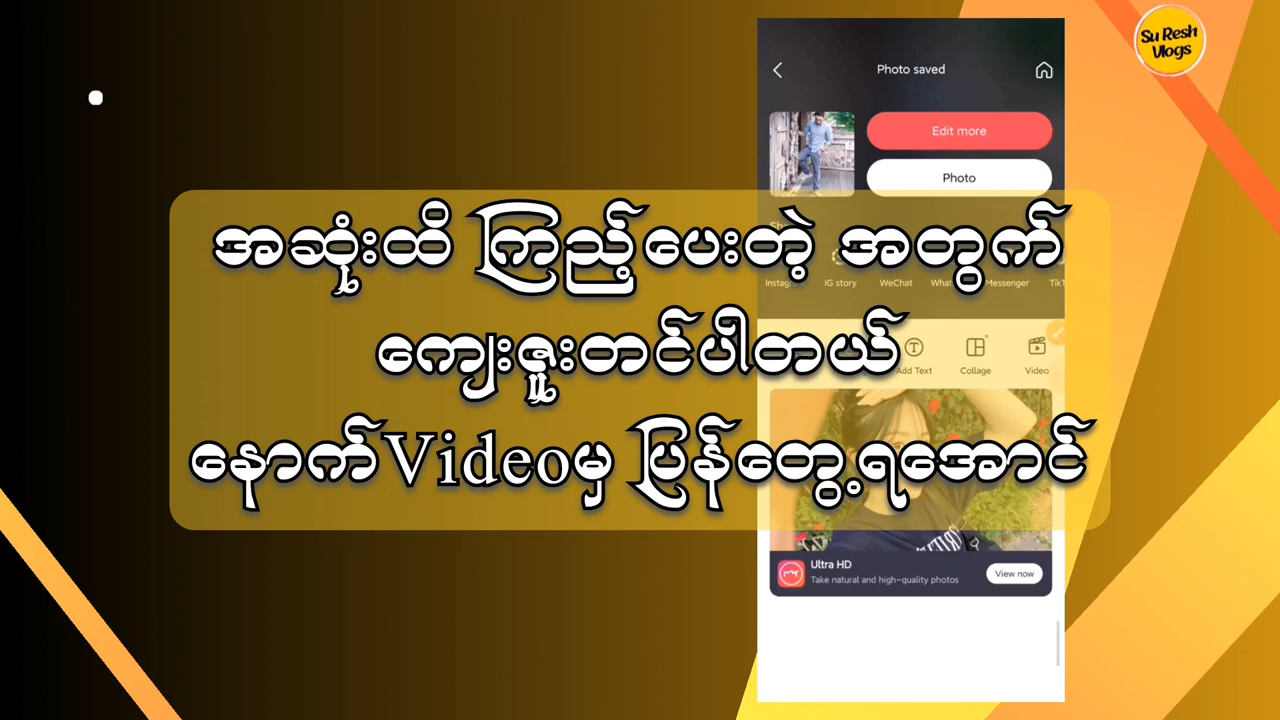 Su Resh
Vlogs
Photo saved
Edit more
Photo
အဆုံးထိ ကြည့်ပေးတဲ့ အတွက်
ကျေးဇူးတင်ပါတယ်
နောက်Videoမှ ပြန်တွေ့ရအောင်
IG story
WeChat
Messenger
Add Text
Collage
Video
Ultra HD
Take natural and high-quality photos
View now